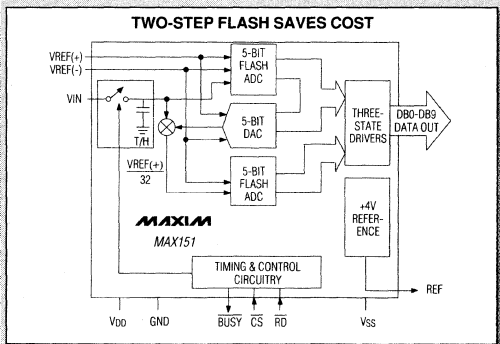 TWO-STEP FLASH SAVES COST
VREF(+)
VREF(-)
VIN
T/H
VREF(+)
32
5-BIT
FLASH
ADC
5-BIT
DAC
5-BIT
FLASH
ADC
THREE-
STATE
DRIVERS
DB0-DB9
DATA OUT
+4V
REFER-
ENCE
REF
MAXIM
MAX151
TIMING & CONTROL
CIRCUITRY
VDD
GND
BUSY
CS
RD
VSS